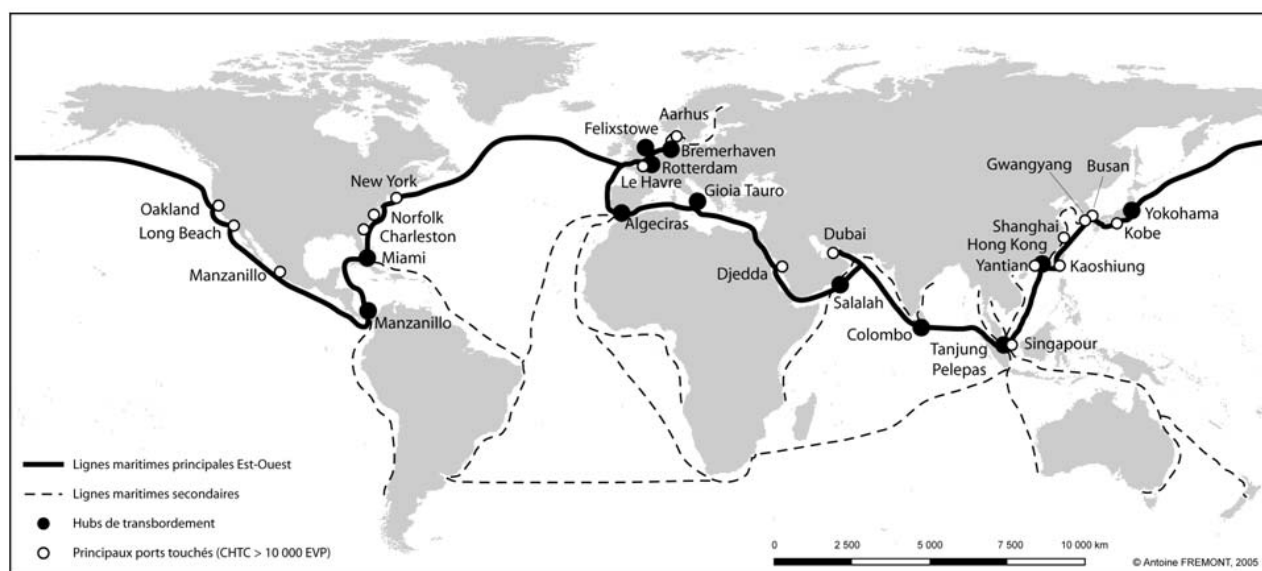 Aarhus
Felixstowe
Bremerhaven
Rotterdam
Le Havre
Gioia Tauro
Algeciras
New York
Norfolk
Charleston
Miami
Oakland
Long Beach
Manzanillo
Manzanillo
Gwangyang
Busan
Yokohama
Kobe
Shanghai
Hong Kong
Yantian
Kaoshiung
Dubai
Djedda
Salalah
Colombo
Tanjung
Pelepas
Singapour
Lignes maritimes principales Est-Ouest
Lignes maritimes secondaires
Hubs de transbordement
Principaux ports touchés (CHTC > 10 000 EVP)
0 2 500 5 000 7 500 10 000 km
© Antoine FREMONT, 2005